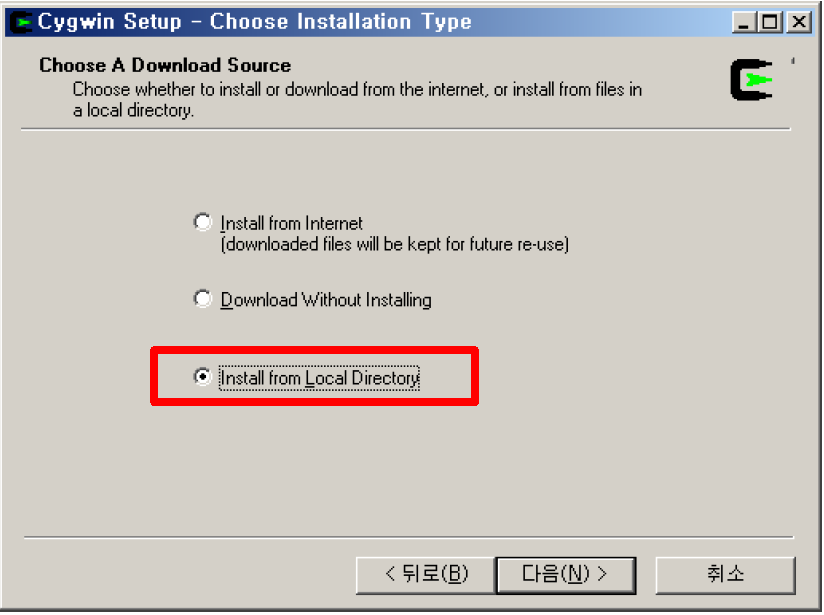 Cygwin Setup - Choose Installation Type
Choose A Download Source
Choose whether to install or download from the internet, or install from files in
a local directory.
Install from Internet
(downloaded files will be kept for future re-use)
Download Without Installing
Install from Local Directory
< 뒤로(B)
다음(N) >
취소